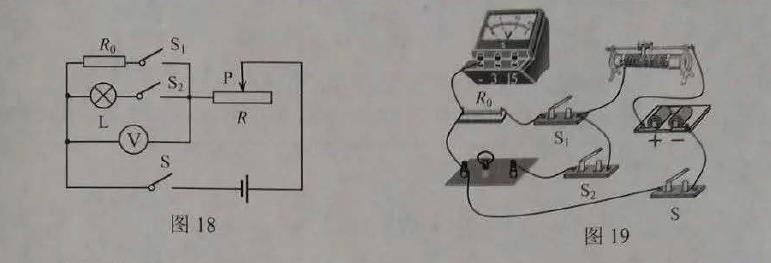 R₀
S₁
S₂
P
L
R
V
S
图 18
V
- 3 15
R₀
S₁
+ -
S₂
S
图 19